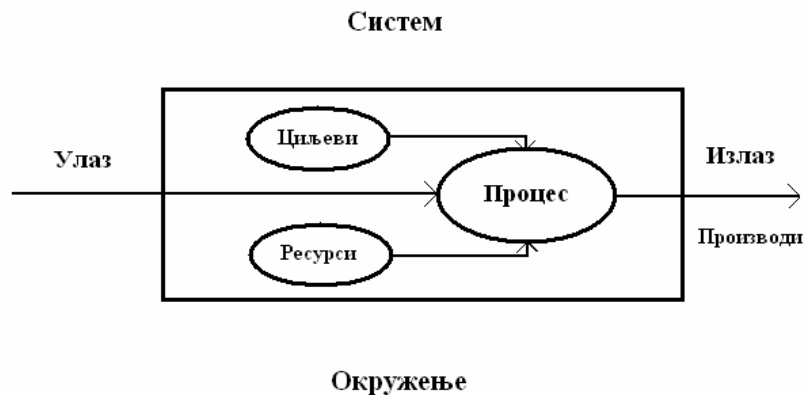 Систем
Циљеви
Улаз
Излаз
Процес
Производи
Ресурси
Окружење